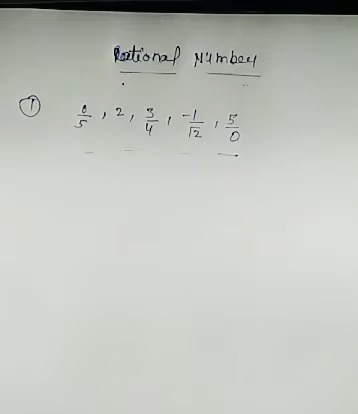 Rational Number
① 0/5 , 2 , 3/4 , -1/√2 , 5/0